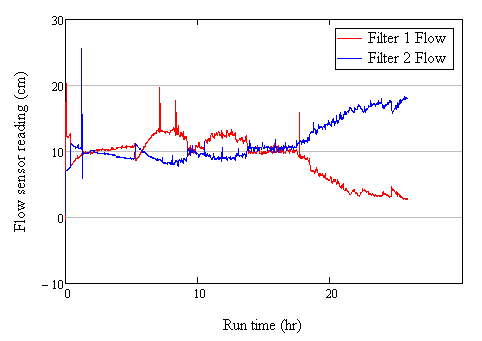 30
Filter 1 Flow
Filter 2 Flow
20
10
0
−10
0
10
20
Flow sensor reading (cm)
Run time (hr)